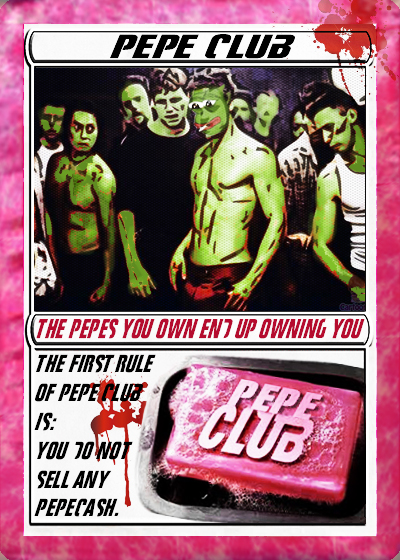 PEPE CLUB
THE PEPES YOU OWN END UP OWNING YOU
THE FIRST RULE
OF PEPE CLUB
IS:
YOU DO NOT
SELL ANY
PEPECASH.
PEPE
CLUB